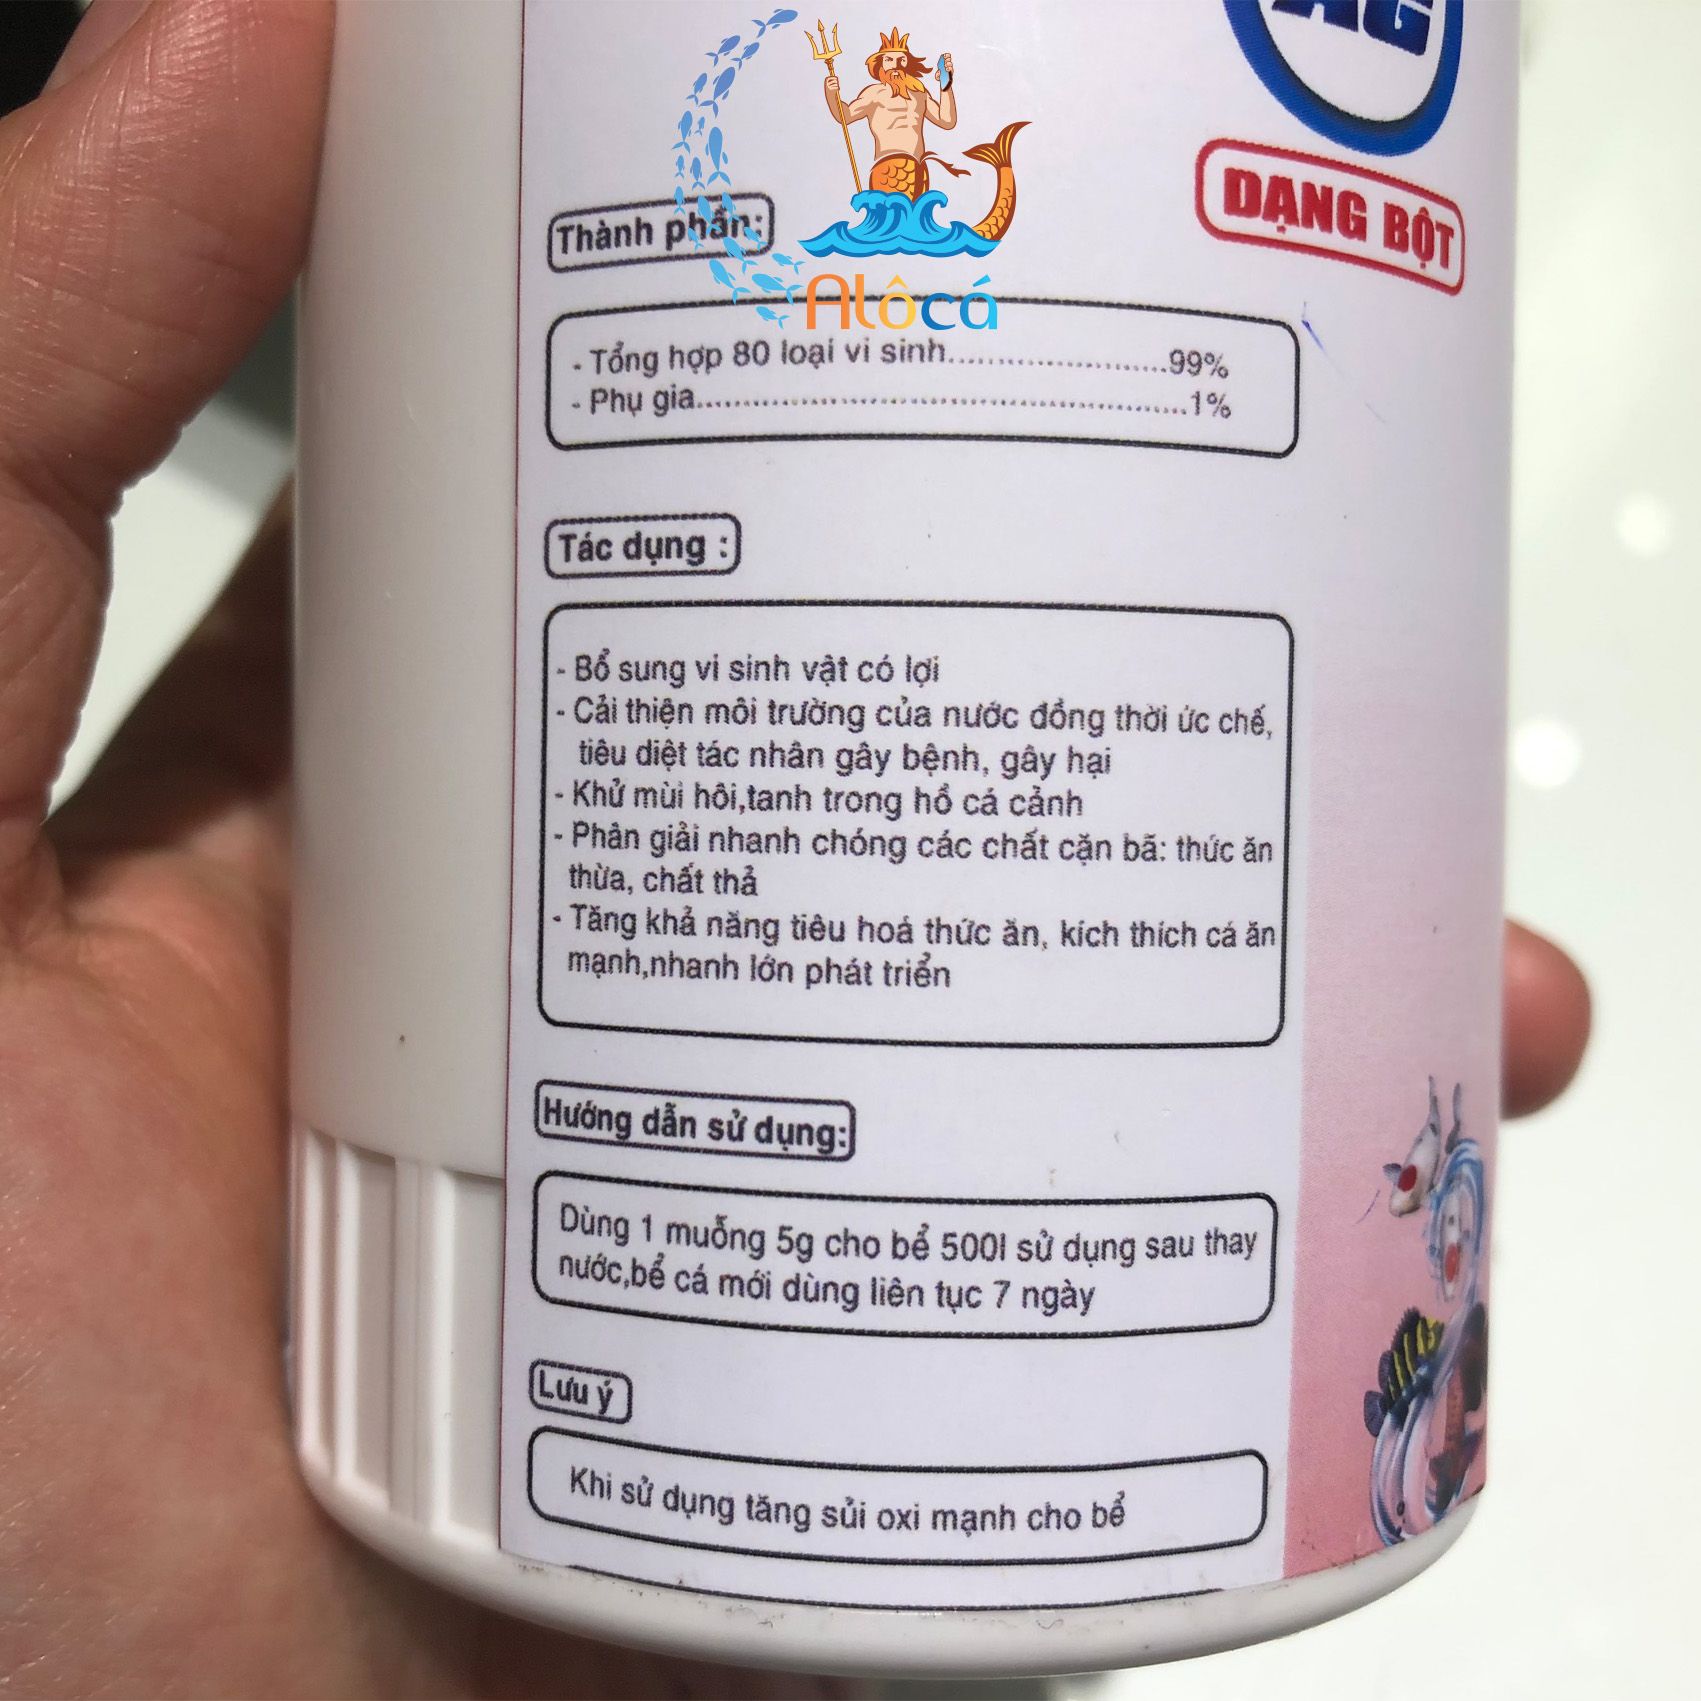 AG
DẠNG BỘT
Thành phần:
Alôcá
- Tổng hợp 80 loại vi sinh..........................99%
- Phụ gia....................................................1%
Tác dụng :
- Bổ sung vi sinh vật có lợi
- Cải thiện môi trường của nước đồng thời ức chế,
tiêu diệt tác nhân gây bệnh, gây hại
- Khử mùi hôi,tanh trong hồ cá cảnh
- Phân giải nhanh chóng các chất cặn bã: thức ăn
thừa, chất thả
- Tăng khả năng tiêu hoá thức ăn, kích thích cá ăn
mạnh,nhanh lớn phát triển
Hướng dẫn sử dụng:
Dùng 1 muỗng 5g cho bể 500l sử dụng sau thay
nước,bể cá mới dùng liên tục 7 ngày
Lưu ý
Khi sử dụng tăng sủi oxi mạnh cho bể